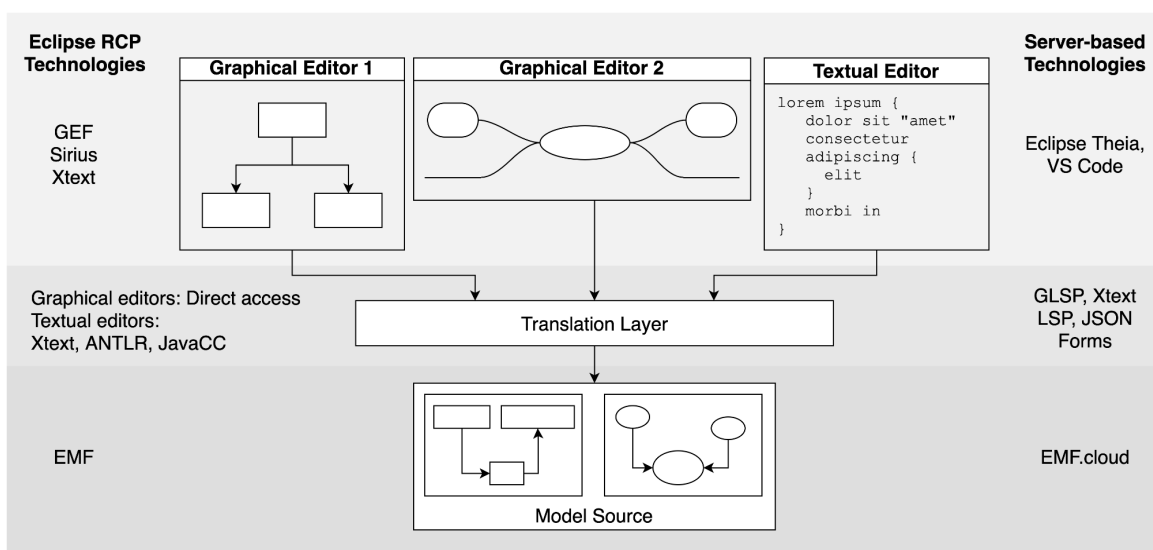 Eclipse RCP
Technologies
GEF
Sirius
Xtext
Graphical Editor 1
Graphical Editor 2
Textual Editor
lorem ipsum {
dolor sit "amet"
consectetur
adipiscing {
elit
}
morbi in
}
Server-based
Technologies
Eclipse Theia,
VS Code
Graphical editors: Direct access
Textual editors:
Xtext, ANTLR, JavaCC
Translation Layer
GLSP, Xtext
LSP, JSON
Forms
EMF
Model Source
EMF.cloud